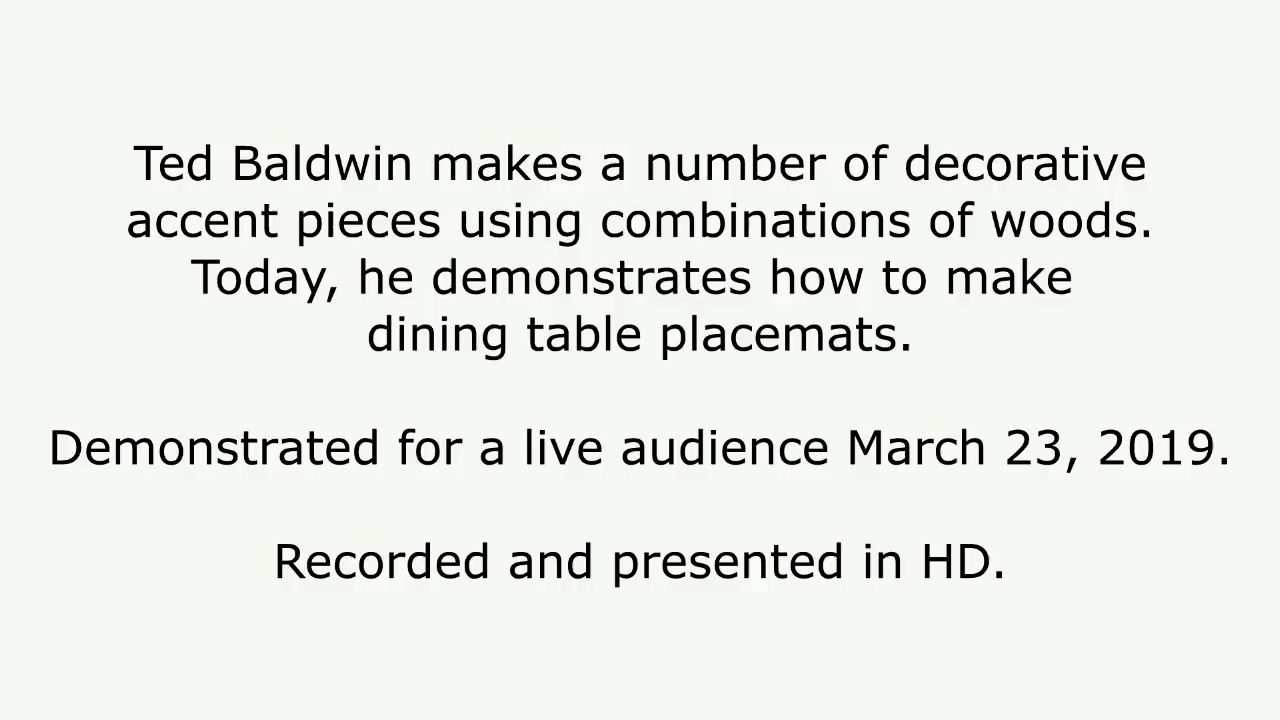 Ted Baldwin makes a number of decorative
accent pieces using combinations of woods.
Today, he demonstrates how to make
dining table placemats.
Demonstrated for a live audience March 23, 2019.
Recorded and presented in HD.